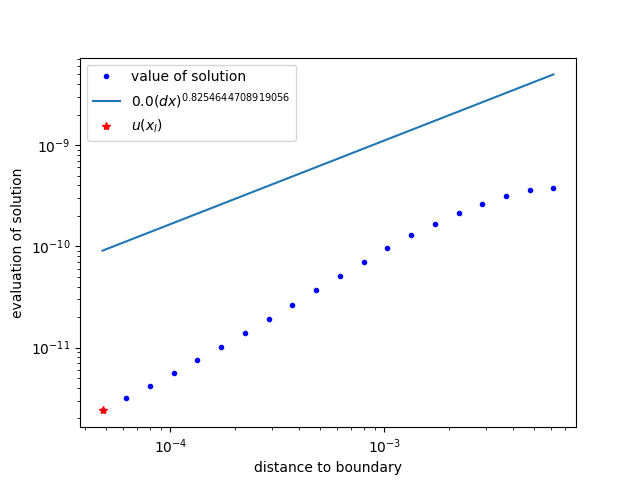 value of solution
0.0(dx)^0.8254644708919056
u(x_l)
10^-9
10^-10
10^-11
evaluation of solution
10^-4
10^-3
distance to boundary